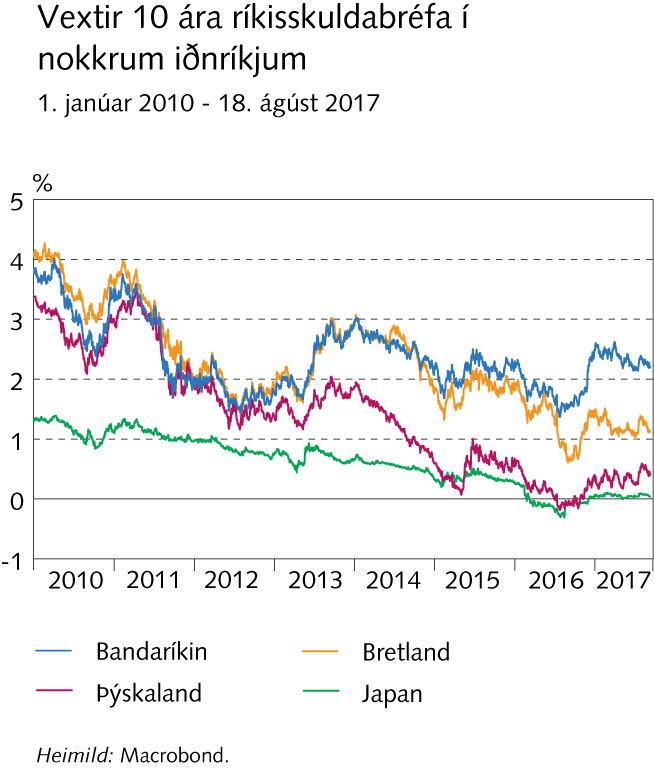 Vextir 10 ára ríkisskuldabréfa í
nokkrum iðnríkjum
1. janúar 2010 - 18. ágúst 2017
%
5
4
3
2
1
0
-1
2010 2011 2012 2013 2014 2015 2016 2017
Bandaríkin Bretland
Þýskaland Japan
Heimild: Macrobond.